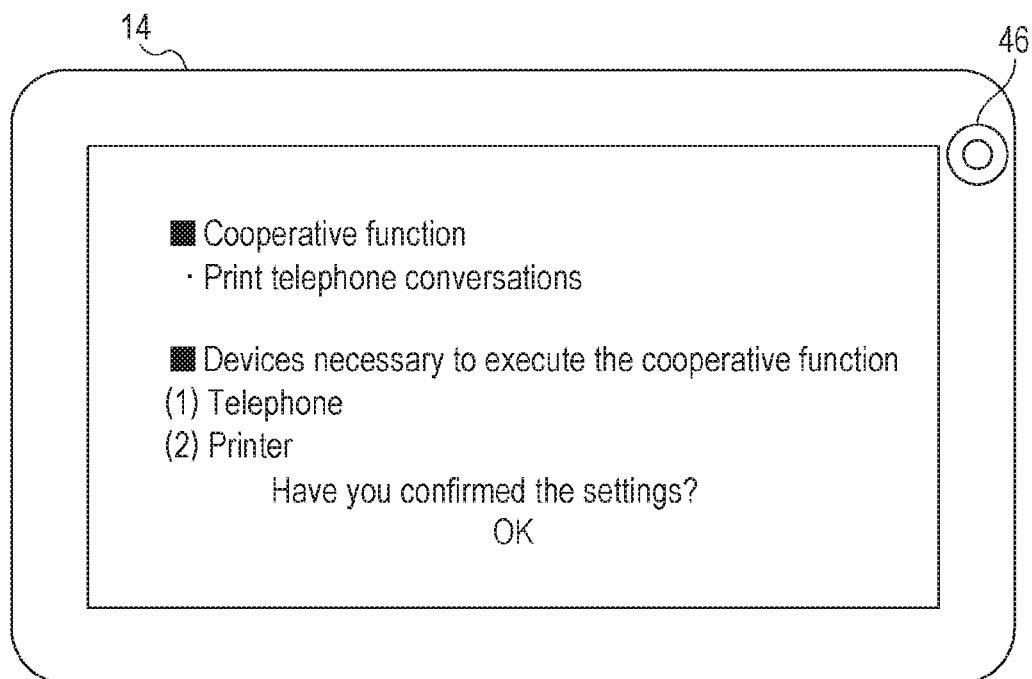 14
46
■ Cooperative function
· Print telephone conversations
■ Devices necessary to execute the cooperative function
(1) Telephone
(2) Printer
Have you confirmed the settings?
OK